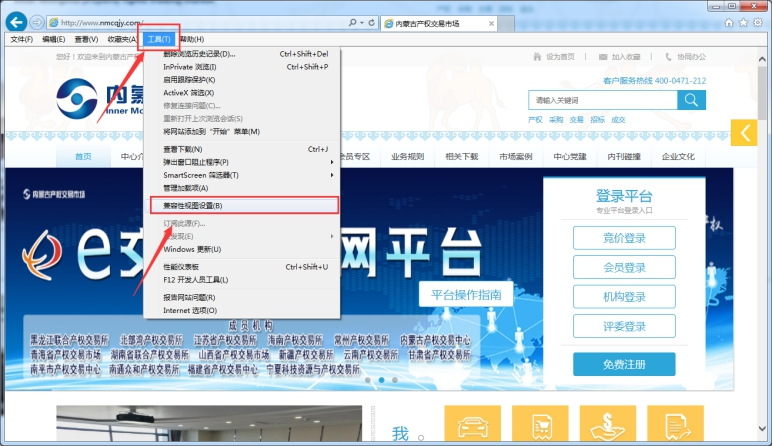 http://www.nmcqjy.com/
内蒙古产权交易市场
文件(F) 编辑(E) 查看(V) 收藏夹(A) 工具(T) 帮助(H)
您好！欢迎来到内蒙古产
设为首页 加入收藏 协同办公
删除浏览历史记录(D)... Ctrl+Shift+Del
InPrivate 浏览(I) Ctrl+Shift+P
启用跟踪保护(K)
ActiveX 筛选(X)
修复连接问题(C)...
重新打开上次浏览会话(S)
将网站添加到“开始”菜单(M)
查看下载(N) Ctrl+J
弹出窗口阻止程序(P)
SmartScreen 筛选器(T)
管理加载项(A)
兼容性视图设置(B)
订阅此源(F)...
发现(E)
Windows 更新(U)
性能仪表板 Ctrl+Shift+U
F12 开发人员工具(L)
报告网站问题(R)
Internet 选项(O)
客户服务热线 400-0471-212
内蒙
Inner Mo
请输入关键词
产权 采购 交易 招标 成交
首页 中心介 会员专区 业务规则 相关下载 市场案例 中心党建 内刊碰撞 企业文化
内蒙古产权交易市场
e交 网平台
平台操作指南
登录平台
专业平台登录入口
竞价登录
会员登录
机构登录
评委登录
免费注册
成员机构
黑龙江联合产权交易所 北部湾产权交易所 江苏省产权交易所 海南产权交易所 常州产权交易所 内蒙古产权交易中心
青海省产权交易市场 湖南省联合产权交易所 山西省产权交易市场 新疆产权交易所 云南产权交易所 甘肃省产权交易所
南平市产权交易中心 南通众和产权交易所 福建省产权交易中心 宁夏科技资源与产权交易所
我。